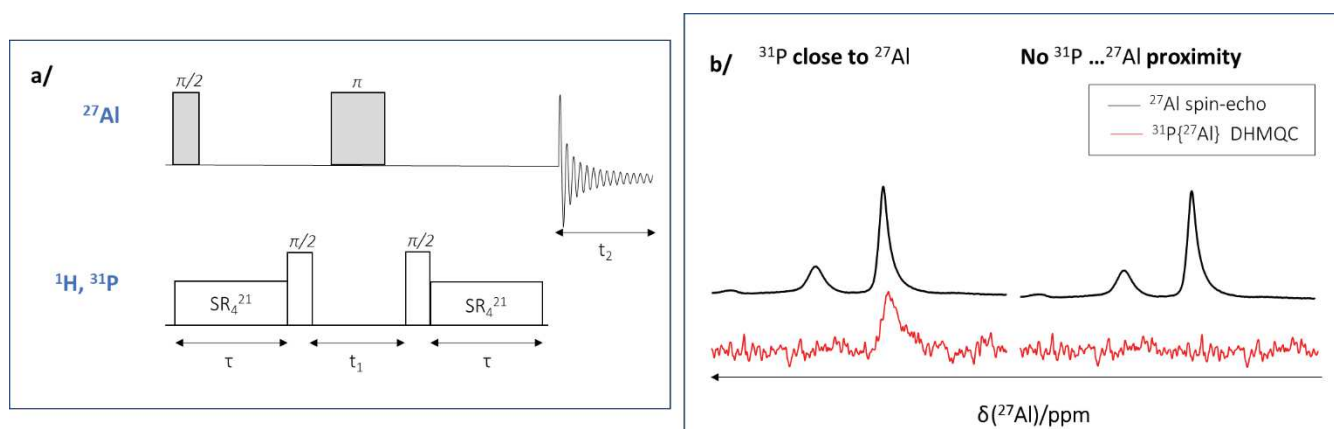 a/
π/2
π
²⁷Al
t₂
π/2
π/2
¹H, ³¹P
SR₄²¹
SR₄²¹
τ
t₁
τ
b/
³¹P close to ²⁷Al
No ³¹P ...²⁷Al proximity
²⁷Al spin-echo
³¹P{²⁷Al} DHMQC
δ(²⁷Al)/ppm